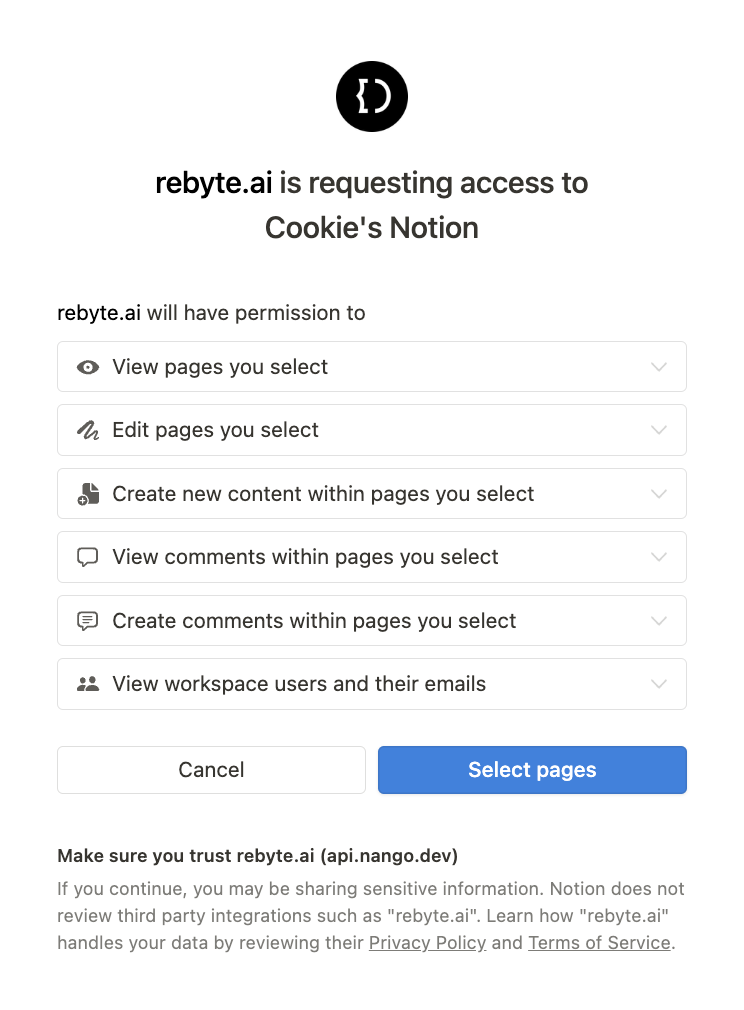 rebyte.ai is requesting access to
Cookie's Notion
rebyte.ai will have permission to
View pages you select
Edit pages you select
Create new content within pages you select
View comments within pages you select
Create comments within pages you select
View workspace users and their emails
Cancel
Select pages
Make sure you trust rebyte.ai (api.nango.dev)
If you continue, you may be sharing sensitive information. Notion does not
review third party integrations such as "rebyte.ai". Learn how "rebyte.ai"
handles your data by reviewing their Privacy Policy and Terms of Service.